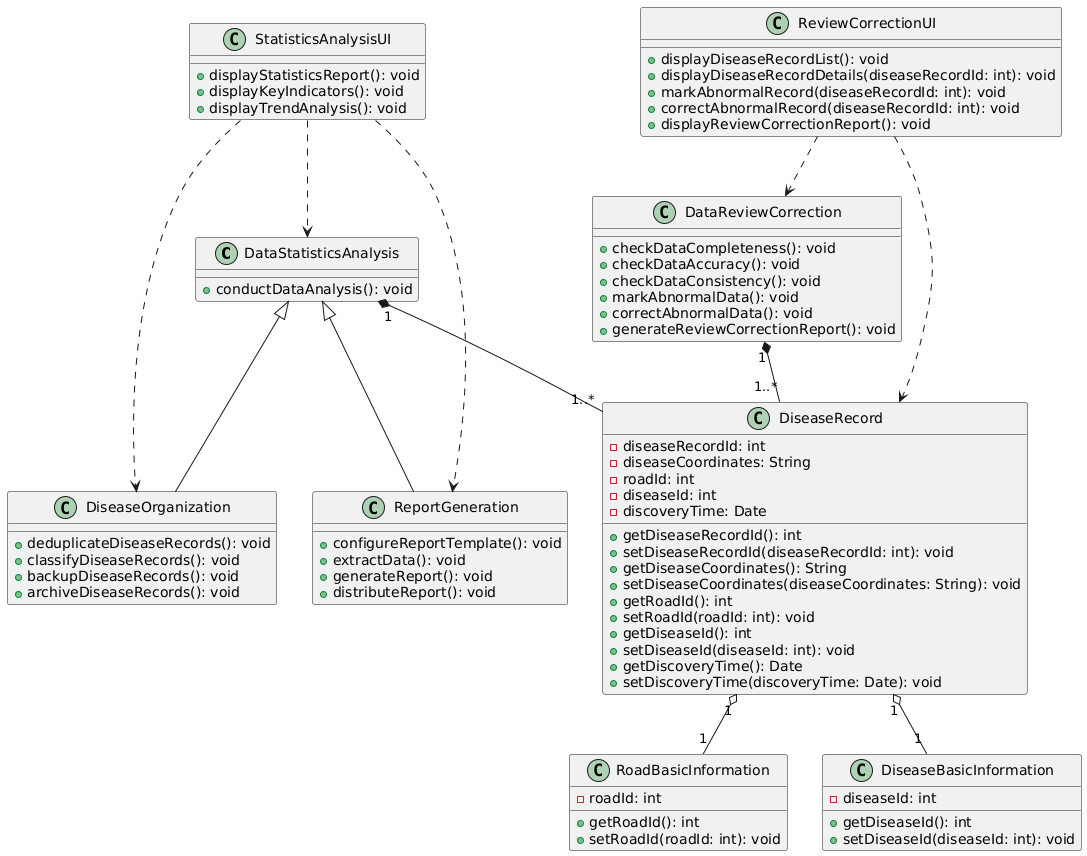 C StatisticsAnalysisUI
displayStatisticsReport(): void
displayKeyIndicators(): void
displayTrendAnalysis(): void
C ReviewCorrectionUI
displayDiseaseRecordList(): void
displayDiseaseRecordDetails(diseaseRecordId: int): void
markAbnormalRecord(diseaseRecordId: int): void
correctAbnormalRecord(diseaseRecordId: int): void
displayReviewCorrectionReport(): void
C DataStatisticsAnalysis
conductDataAnalysis(): void
1
1..*
C DataReviewCorrection
checkDataCompleteness(): void
checkDataAccuracy(): void
checkDataConsistency(): void
markAbnormalData(): void
correctAbnormalData(): void
generateReviewCorrectionReport(): void
1
1..*
C DiseaseOrganization
deduplicateDiseaseRecords(): void
classifyDiseaseRecords(): void
backupDiseaseRecords(): void
archiveDiseaseRecords(): void
C ReportGeneration
configureReportTemplate(): void
extractData(): void
generateReport(): void
distributeReport(): void
C DiseaseRecord
diseaseRecordId: int
diseaseCoordinates: String
roadId: int
diseaseId: int
discoveryTime: Date
getDiseaseRecordId(): int
setDiseaseRecordId(diseaseRecordId: int): void
getDiseaseCoordinates(): String
setDiseaseCoordinates(diseaseCoordinates: String): void
getRoadId(): int
setRoadId(roadId: int): void
getDiseaseId(): int
setDiseaseId(diseaseId: int): void
getDiscoveryTime(): Date
setDiscoveryTime(discoveryTime: Date): void
1
1
1
1
C RoadBasicInformation
roadId: int
getRoadId(): int
setRoadId(roadId: int): void
C DiseaseBasicInformation
diseaseId: int
getDiseaseId(): int
setDiseaseId(diseaseId: int): void